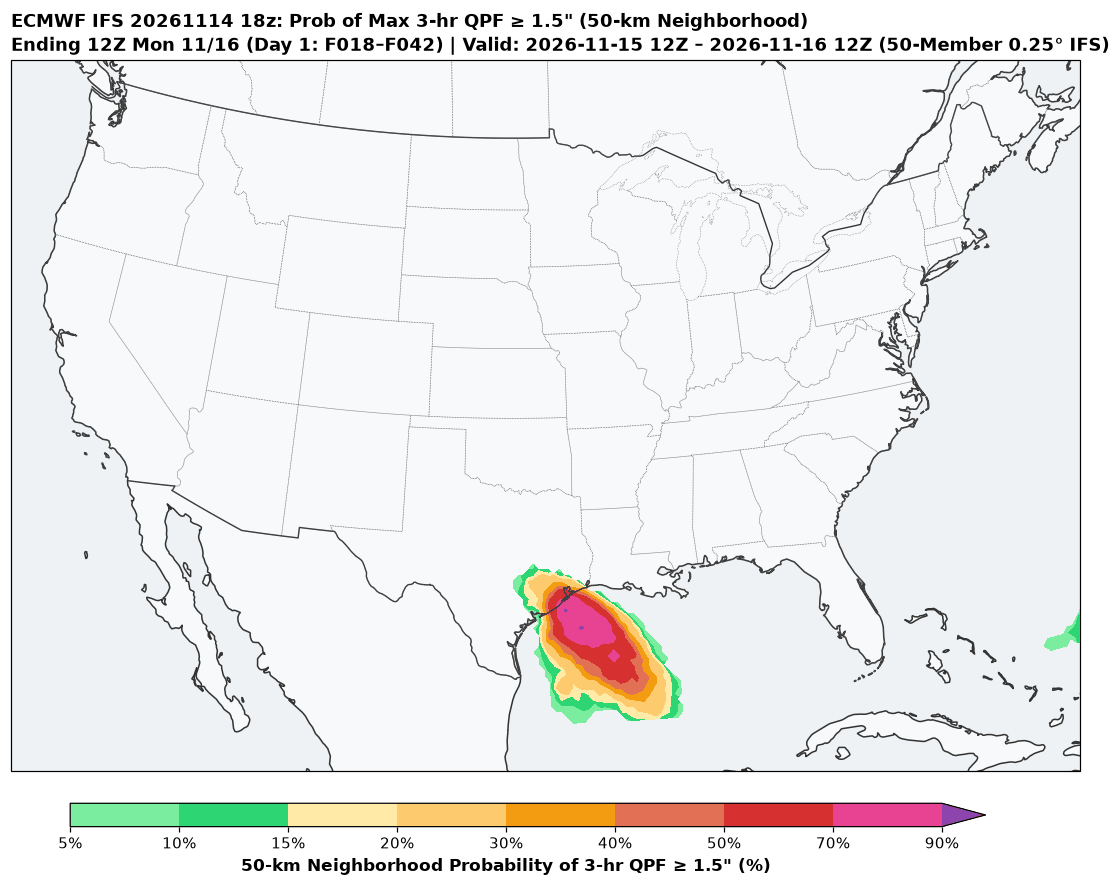 ECMWF IFS 20261114 18z: Prob of Max 3-hr QPF ≥ 1.5" (50-km Neighborhood)
Ending 12Z Mon 11/16 (Day 1: F018–F042) | Valid: 2026-11-15 12Z – 2026-11-16 12Z (50-Member 0.25° IFS)
5% 10% 15% 20% 30% 40% 50% 70% 90%
50-km Neighborhood Probability of 3-hr QPF ≥ 1.5" (%)